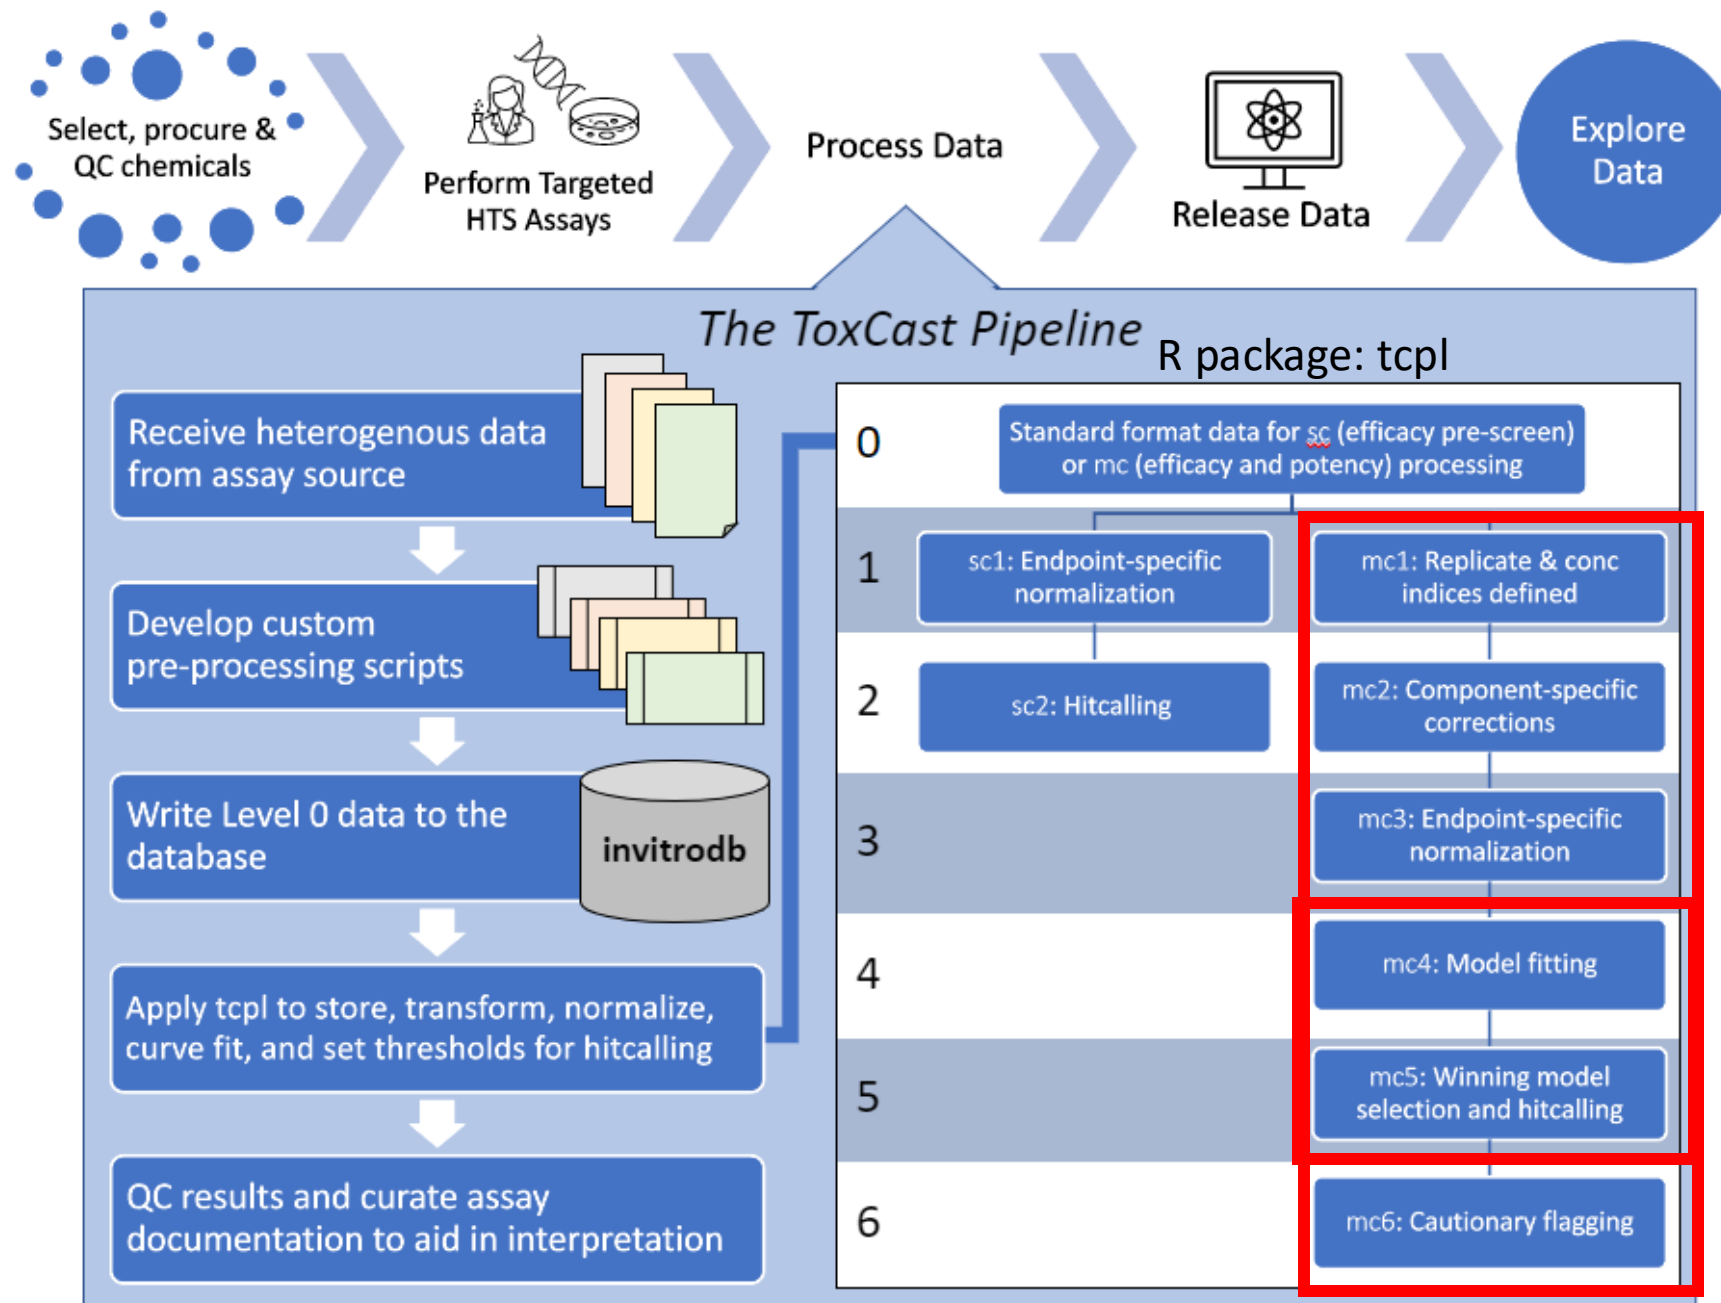 Select, procure &
QC chemicals
Perform Targeted
HTS Assays
Process Data
Release Data
Explore
Data
The ToxCast Pipeline
R package: tcpl
Receive heterogenous data
from assay source
Develop custom
pre-processing scripts
Write Level 0 data to the
database
invitrodb
Apply tcpl to store, transform, normalize,
curve fit, and set thresholds for hitcalling
QC results and curate assay
documentation to aid in interpretation
0
Standard format data for sc (efficacy pre-screen)
or mc (efficacy and potency) processing
1
sc1: Endpoint-specific
normalization
mc1: Replicate & conc
indices defined
2
sc2: Hitcalling
mc2: Component-specific
corrections
3
mc3: Endpoint-specific
normalization
4
mc4: Model fitting
5
mc5: Winning model
selection and hitcalling
6
mc6: Cautionary flagging